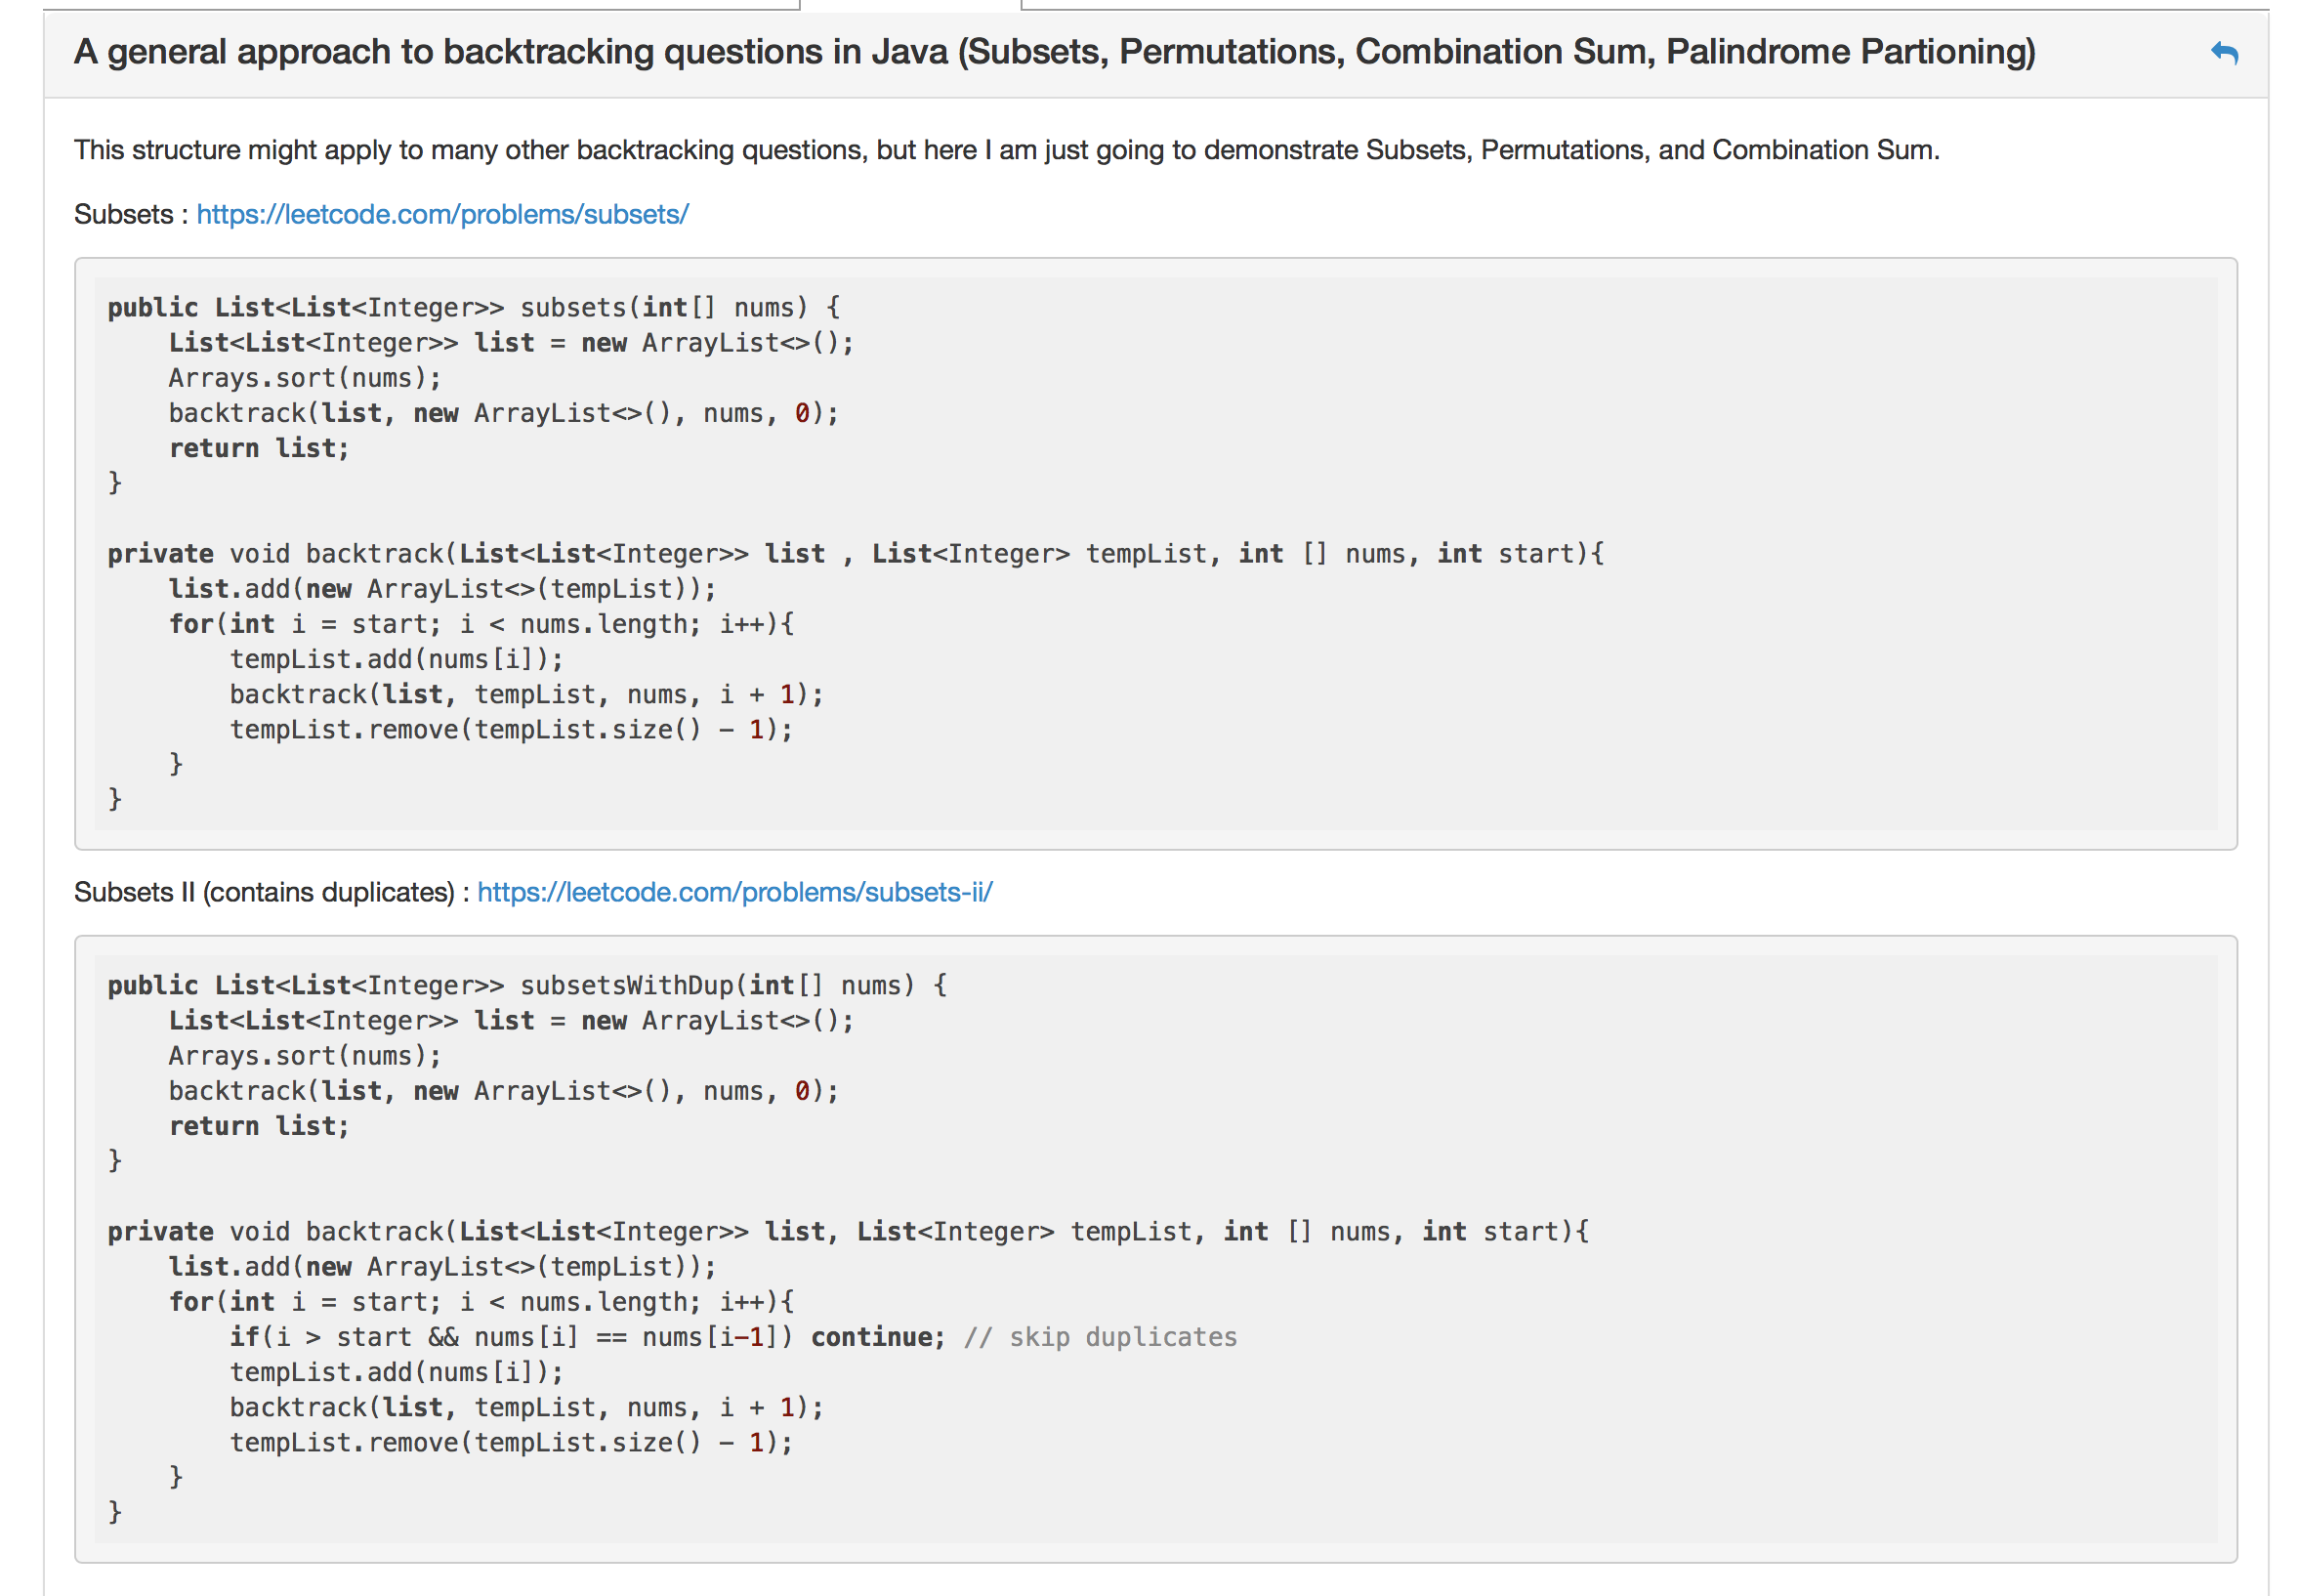 A general approach to backtracking questions in Java (Subsets, Permutations, Combination Sum, Palindrome Partioning)
This structure might apply to many other backtracking questions, but here I am just going to demonstrate Subsets, Permutations, and Combination Sum.
Subsets : https://leetcode.com/problems/subsets/
public List<List<Integer>> subsets(int[] nums) {
    List<List<Integer>> list = new ArrayList<>();
    Arrays.sort(nums);
    backtrack(list, new ArrayList<>(), nums, 0);
    return list;
}
private void backtrack(List<List<Integer>> list , List<Integer> tempList, int [] nums, int start){
    list.add(new ArrayList<>(tempList));
    for(int i = start; i < nums.length; i++){
        tempList.add(nums[i]);
        backtrack(list, tempList, nums, i + 1);
        tempList.remove(tempList.size() - 1);
    }
}
Subsets II (contains duplicates) : https://leetcode.com/problems/subsets-ii/
public List<List<Integer>> subsetsWithDup(int[] nums) {
    List<List<Integer>> list = new ArrayList<>();
    Arrays.sort(nums);
    backtrack(list, new ArrayList<>(), nums, 0);
    return list;
}
private void backtrack(List<List<Integer>> list, List<Integer> tempList, int [] nums, int start){
    list.add(new ArrayList<>(tempList));
    for(int i = start; i < nums.length; i++){
        if(i > start && nums[i] == nums[i-1]) continue; // skip duplicates
        tempList.add(nums[i]);
        backtrack(list, tempList, nums, i + 1);
        tempList.remove(tempList.size() - 1);
    }
}